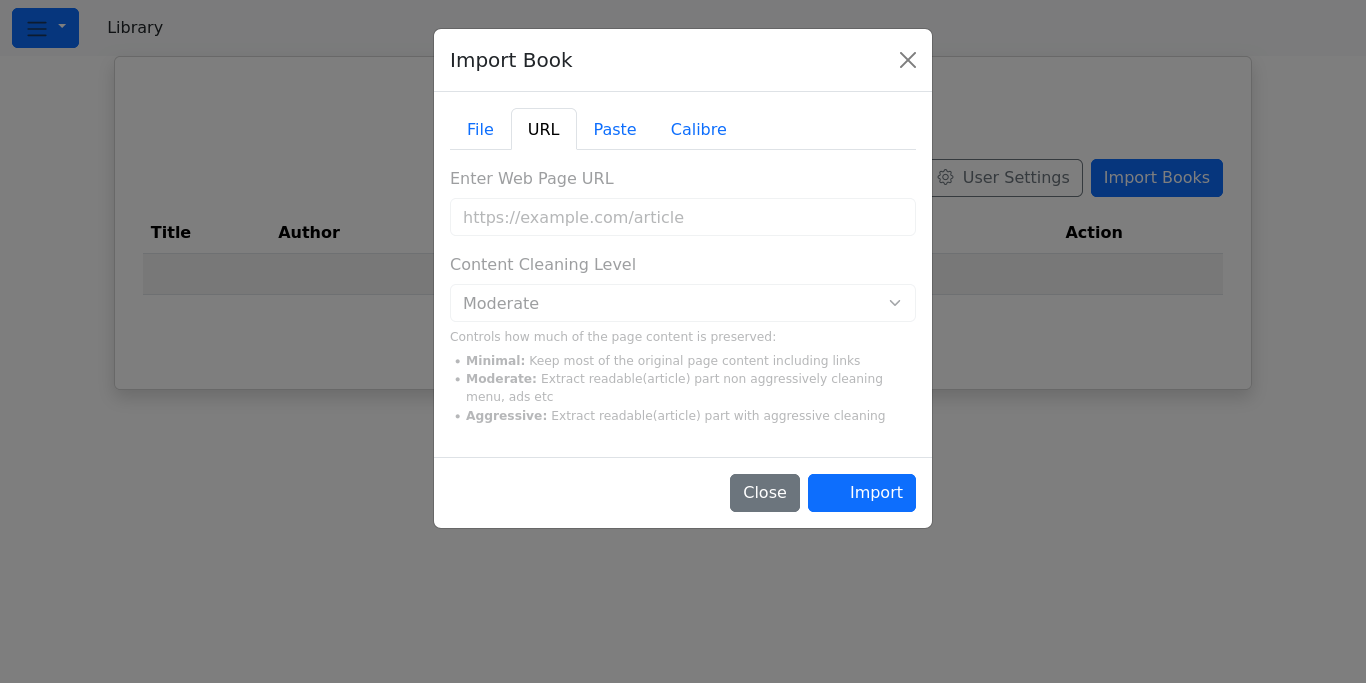 Library
Import Book
File URL Paste Calibre
Enter Web Page URL
https://example.com/article
User Settings Import Books
Title Author Action
Content Cleaning Level
Moderate
Controls how much of the page content is preserved:
• Minimal: Keep most of the original page content including links
• Moderate: Extract readable(article) part non aggressively cleaning
menu, ads etc
• Aggressive: Extract readable(article) part with aggressive cleaning
Close Import